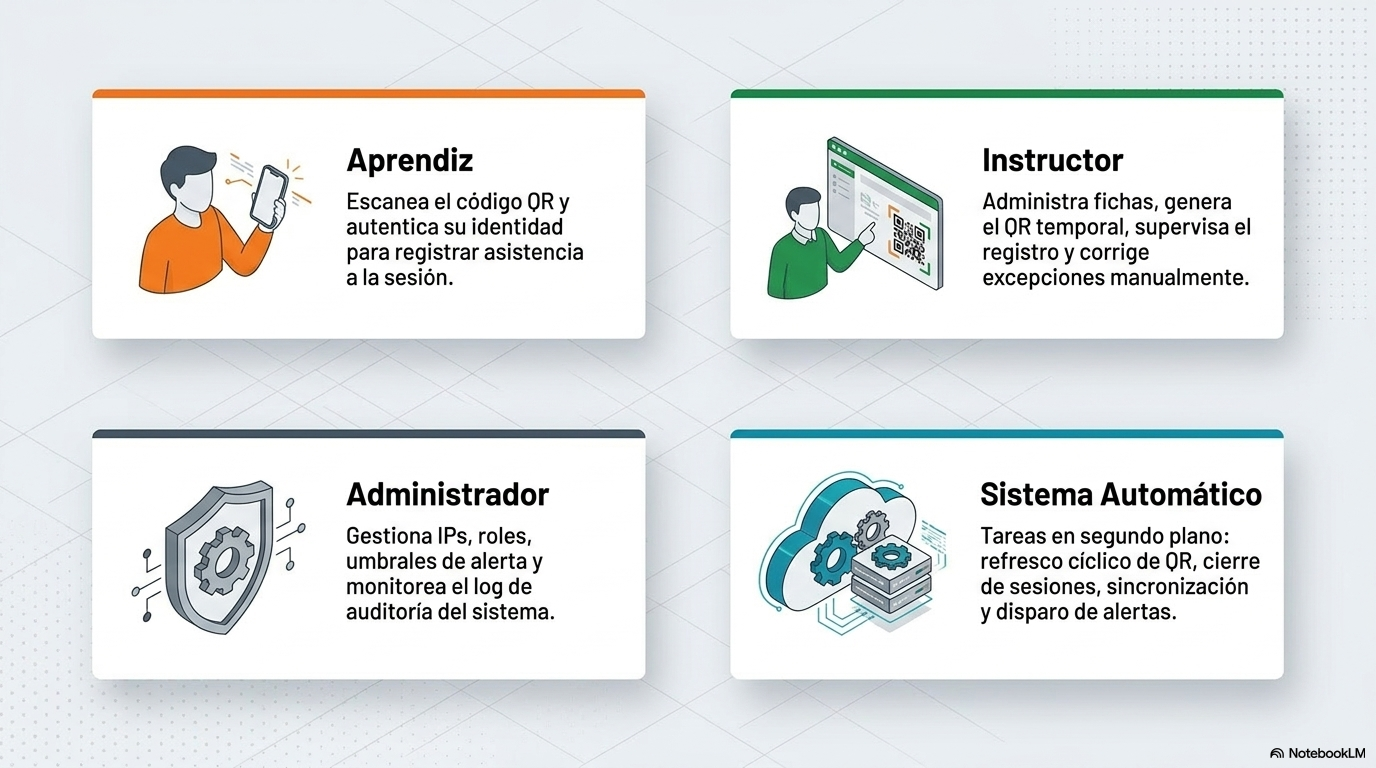 Aprendiz
Escanea el código QR y
autentica su identidad
para registrar asistencia
a la sesión.
Instructor
Administra fichas, genera
el QR temporal, supervisa el
registro y corrige
excepciones manualmente.
Administrador
Gestiona IPs, roles,
umbrales de alerta y
monitorea el log de
auditoría del sistema.
Sistema Automático
Tareas en segundo plano:
refresco cíclico de QR, cierre
de sesiones, sincronización
y disparo de alertas.
NotebookLM